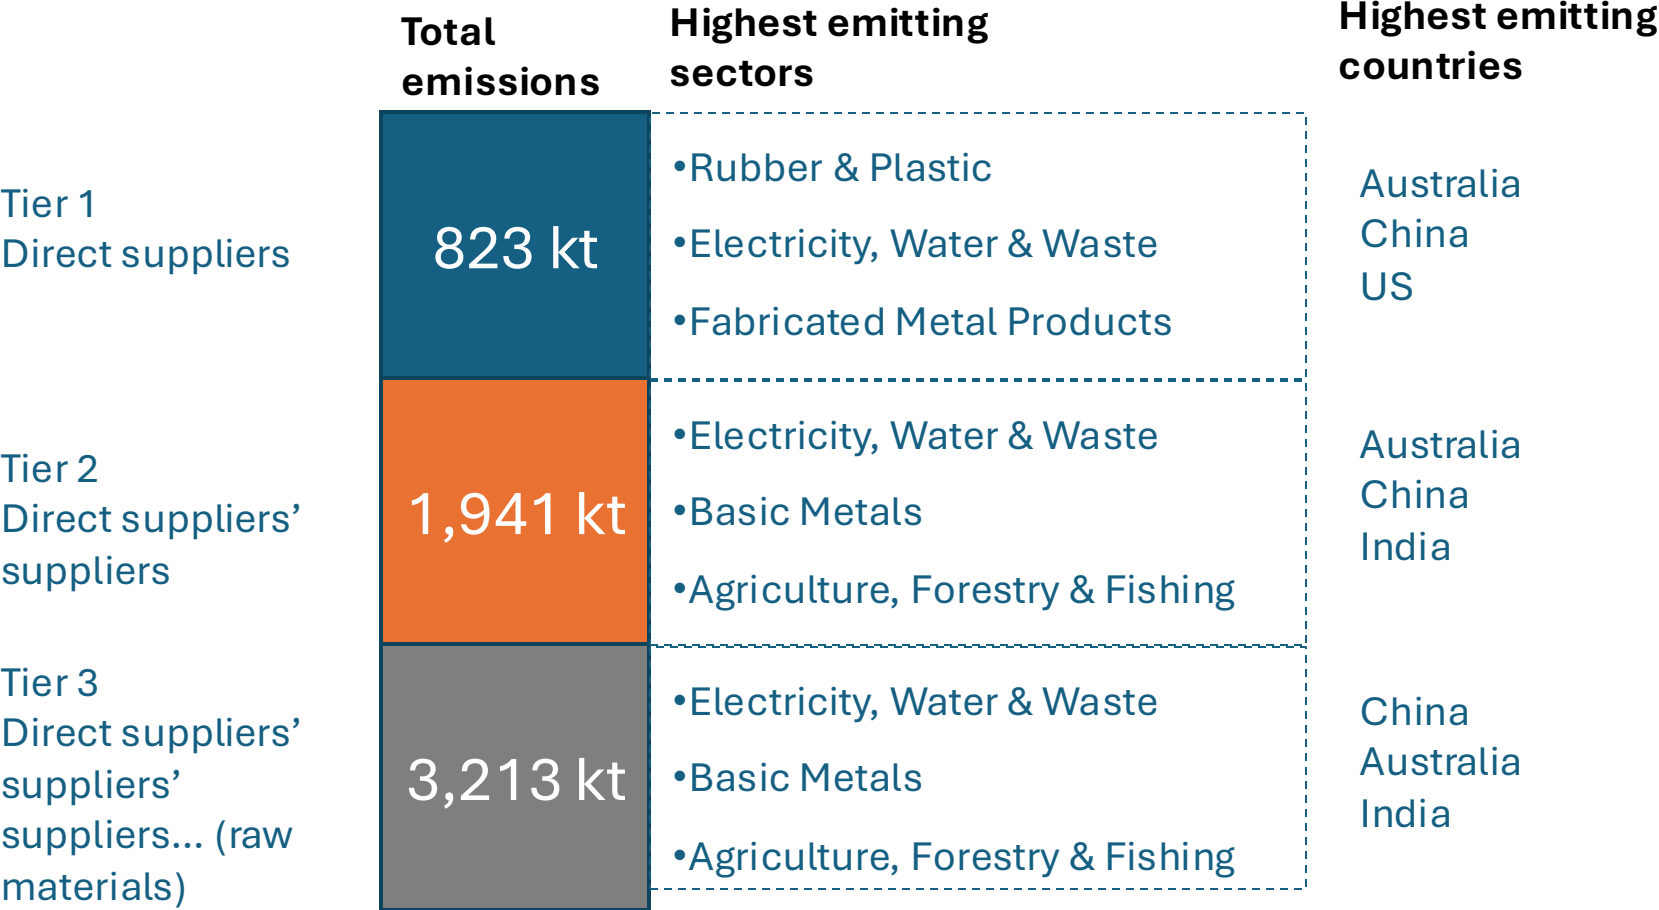 Total
emissions
Highest emitting
sectors
Highest emitting
countries
Tier 1
Direct suppliers
823 kt
•Rubber & Plastic
•Electricity, Water & Waste
•Fabricated Metal Products
Australia
China
US
Tier 2
Direct suppliers’
suppliers
1,941 kt
•Electricity, Water & Waste
•Basic Metals
•Agriculture, Forestry & Fishing
Australia
China
India
Tier 3
Direct suppliers’
suppliers’
suppliers... (raw
materials)
3,213 kt
•Electricity, Water & Waste
•Basic Metals
•Agriculture, Forestry & Fishing
China
Australia
India